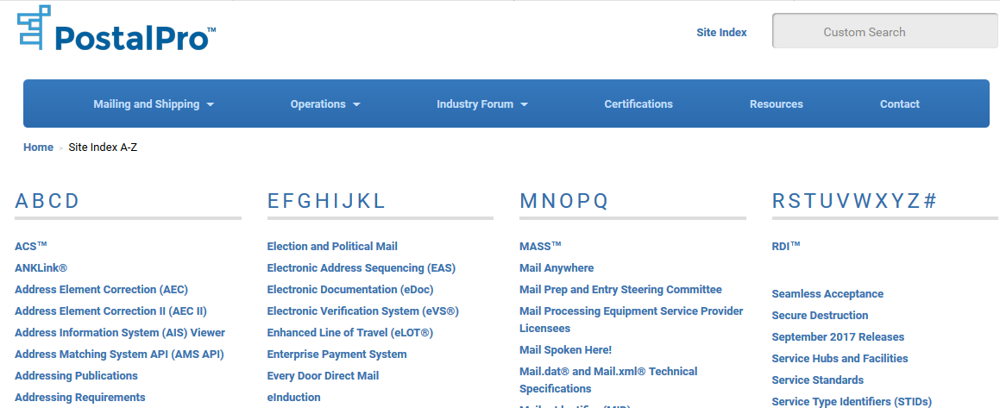 PostalPro™
Site Index
Custom Search
Mailing and Shipping
Operations
Industry Forum
Certifications
Resources
Contact
Home > Site Index A-Z
A B C D
ACS™
ANKLink®
Address Element Correction (AEC)
Address Element Correction II (AEC II)
Address Information System (AIS) Viewer
Address Matching System API (AMS API)
Addressing Publications
Addressing Requirements
E F G H I J K L
Election and Political Mail
Electronic Address Sequencing (EAS)
Electronic Documentation (eDoc)
Electronic Verification System (eVS®)
Enhanced Line of Travel (eLOT®)
Enterprise Payment System
Every Door Direct Mail
eInduction
M N O P Q
MASS™
Mail Anywhere
Mail Prep and Entry Steering Committee
Mail Processing Equipment Service Provider
Licensees
Mail Spoken Here!
Mail.dat® and Mail.xml® Technical
Specifications
R S T U V W X Y Z #
RDI™
Seamless Acceptance
Secure Destruction
September 2017 Releases
Service Hubs and Facilities
Service Standards
Service Type Identifiers (STIDs)